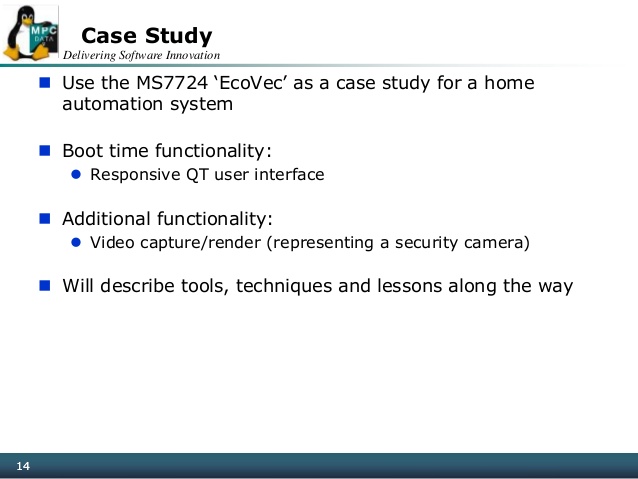 MPC
DATA
Case Study
Delivering Software Innovation
Use the MS7724 ‘EcoVec’ as a case study for a home
automation system
Boot time functionality:
Responsive QT user interface
Additional functionality:
Video capture/render (representing a security camera)
Will describe tools, techniques and lessons along the way
14